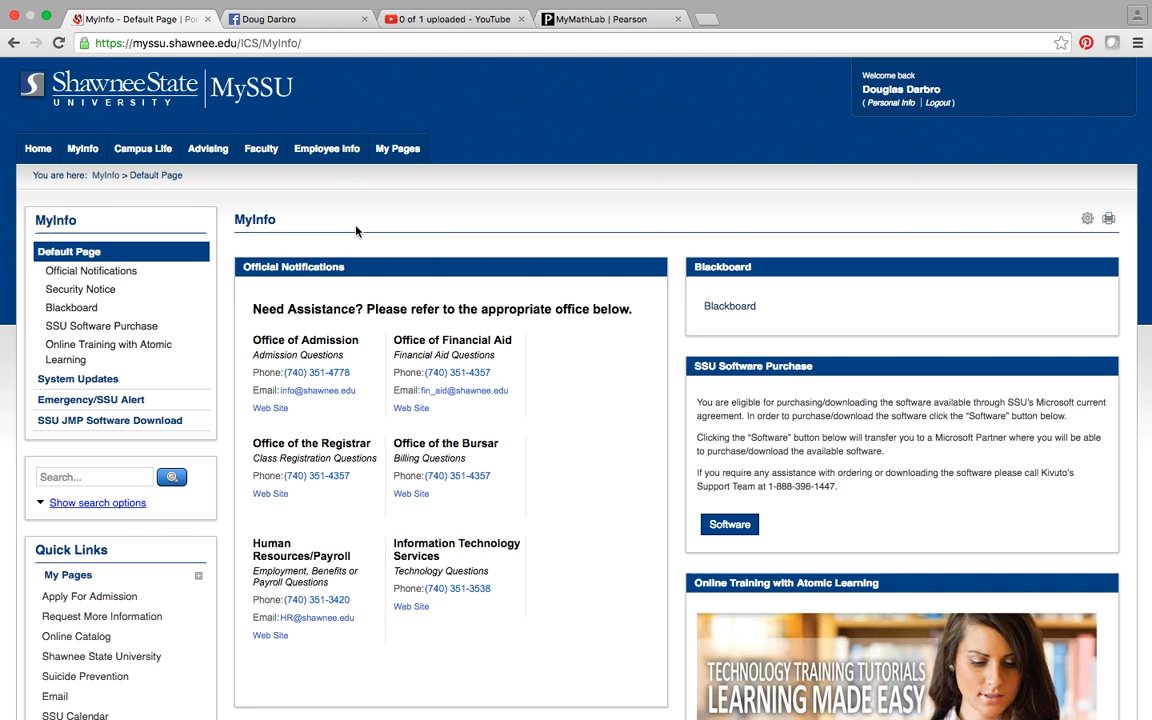 MyInfo - Default Page | Po
Doug Darbro
0 of 1 uploaded - YouTube
MyMathLab | Pearson
https://myssu.shawnee.edu/ICS/MyInfo/
ShawneeState
UNIVERSITY
MySSU
Welcome back
Douglas Darbro
( Personal Info | Logout )
Home MyInfo Campus Life Advising Faculty Employee Info My Pages
You are here: MyInfo > Default Page
MyInfo
Default Page
Official Notifications
Security Notice
Blackboard
SSU Software Purchase
Online Training with Atomic
Learning
System Updates
Emergency/SSU Alert
SSU JMP Software Download
Search...
Show search options
Quick Links
My Pages
Apply For Admission
Request More Information
Online Catalog
Shawnee State University
Suicide Prevention
Email
SSU Calendar
MyInfo
Official Notifications
Need Assistance? Please refer to the appropriate office below.
Office of Admission
Admission Questions
Phone:(740) 351-4778
Email:info@shawnee.edu
Web Site
Office of Financial Aid
Financial Aid Questions
Phone:(740) 351-4357
Email:fin_aid@shawnee.edu
Web Site
Office of the Registrar
Class Registration Questions
Phone:(740) 351-4357
Web Site
Office of the Bursar
Billing Questions
Phone:(740) 351-4357
Web Site
Human
Resources/Payroll
Employment, Benefits or
Payroll Questions
Phone:(740) 351-3420
Email:HR@shawnee.edu
Web Site
Information Technology
Services
Technology Questions
Phone:(740) 351-3538
Web Site
Blackboard
Blackboard
SSU Software Purchase
You are eligible for purchasing/downloading the software available through SSU's Microsoft current
agreement. In order to purchase/download the software click the "Software" button below.
Clicking the "Software" button below will transfer you to a Microsoft Partner where you will be able
to purchase/download the available software.
If you require any assistance with ordering or downloading the software please call Kivuto's
Support Team at 1-888-396-1447.
Software
Online Training with Atomic Learning
TECHNOLOGY TRAINING TUTORIALS
LEARNING MADE EASY